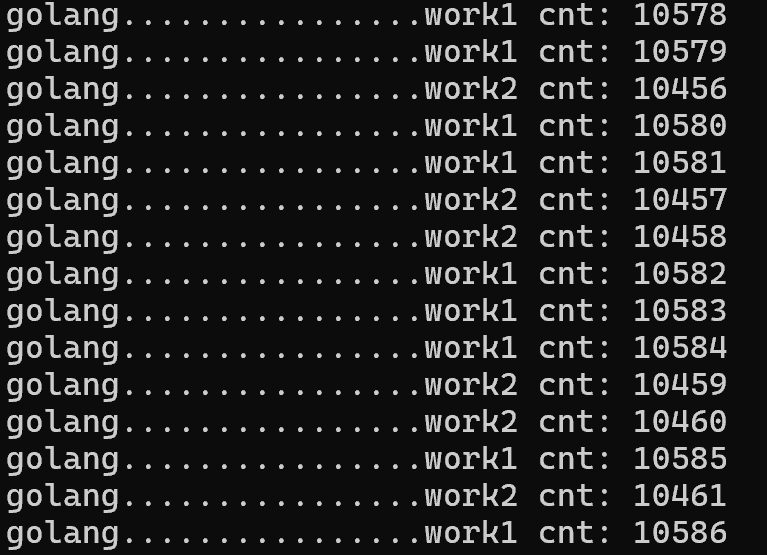 golang................work1 cnt: 10578
golang................work1 cnt: 10579
golang................work2 cnt: 10456
golang................work1 cnt: 10580
golang................work1 cnt: 10581
golang................work2 cnt: 10457
golang................work2 cnt: 10458
golang................work1 cnt: 10582
golang................work1 cnt: 10583
golang................work1 cnt: 10584
golang................work2 cnt: 10459
golang................work2 cnt: 10460
golang................work1 cnt: 10585
golang................work2 cnt: 10461
golang................work1 cnt: 10586